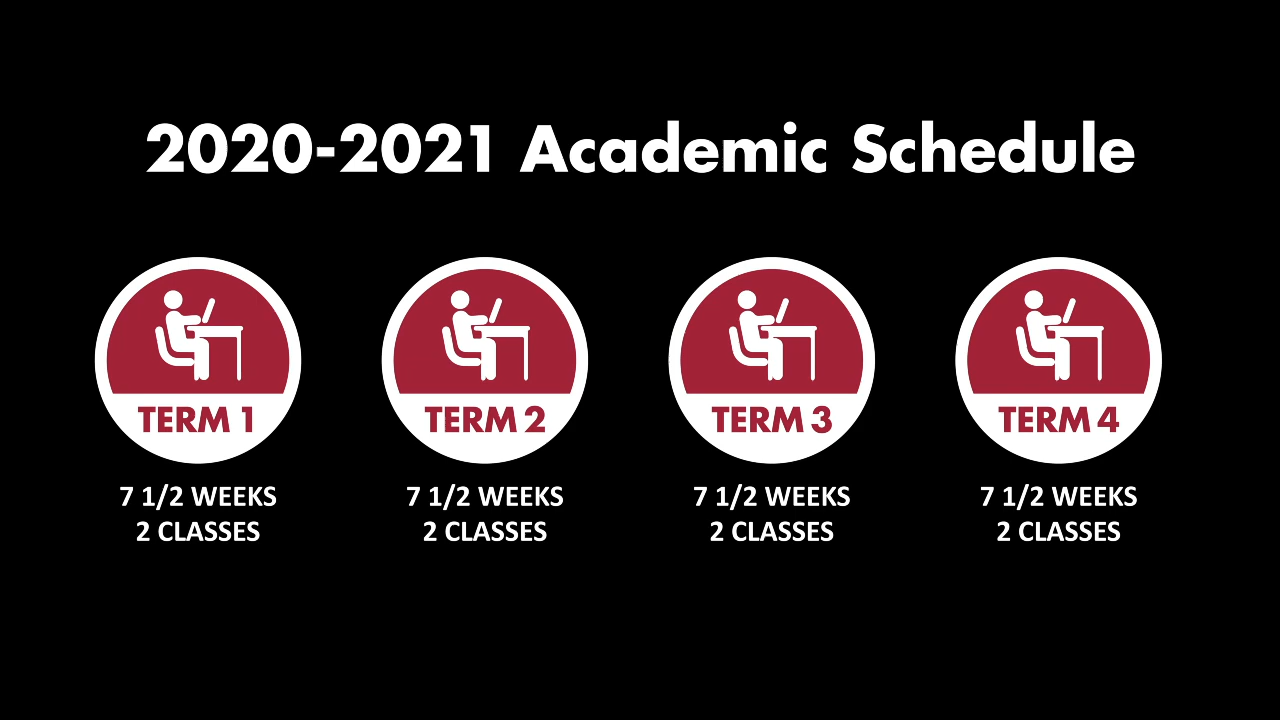 2020-2021 Academic Schedule
TERM 1
7 1/2 WEEKS
2 CLASSES
TERM 2
7 1/2 WEEKS
2 CLASSES
TERM 3
7 1/2 WEEKS
2 CLASSES
TERM 4
7 1/2 WEEKS
2 CLASSES